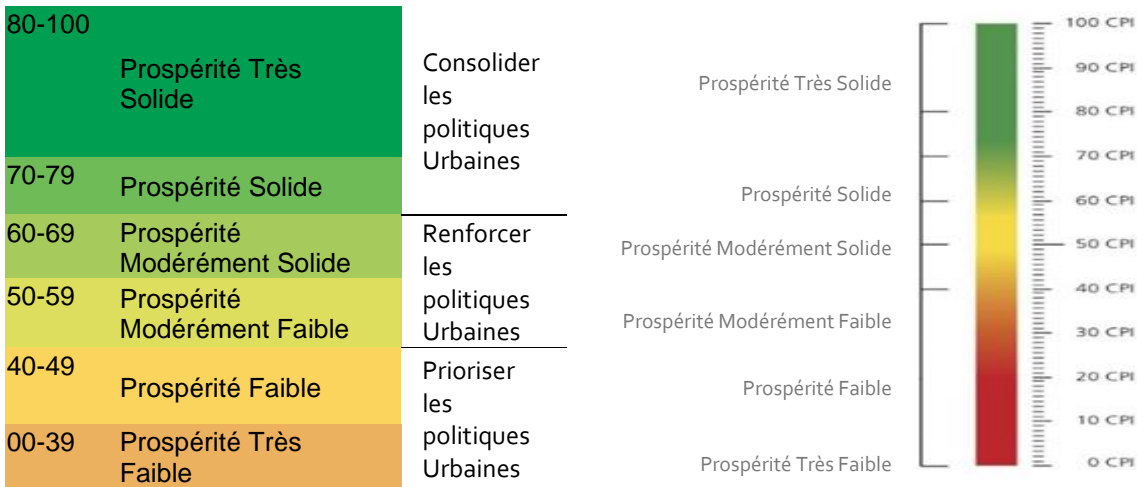 80-100
Prospérité Très
Solide
Consolider
les
politiques
Urbaines
70-79
Prospérité Solide
60-69
Prospérité
Modérément Solide
Renforcer
les
politiques
Urbaines
50-59
Prospérité
Modérément Faible
40-49
Prospérité Faible
Prioriser
les
politiques
Urbaines
00-39
Prospérité Très
Faible
Prospérité Très Solide
Prospérité Solide
Prospérité Modérément Solide
Prospérité Modérément Faible
Prospérité Faible
Prospérité Très Faible
100 CPI
90 CPI
80 CPI
70 CPI
60 CPI
50 CPI
40 CPI
30 CPI
20 CPI
10 CPI
0 CPI